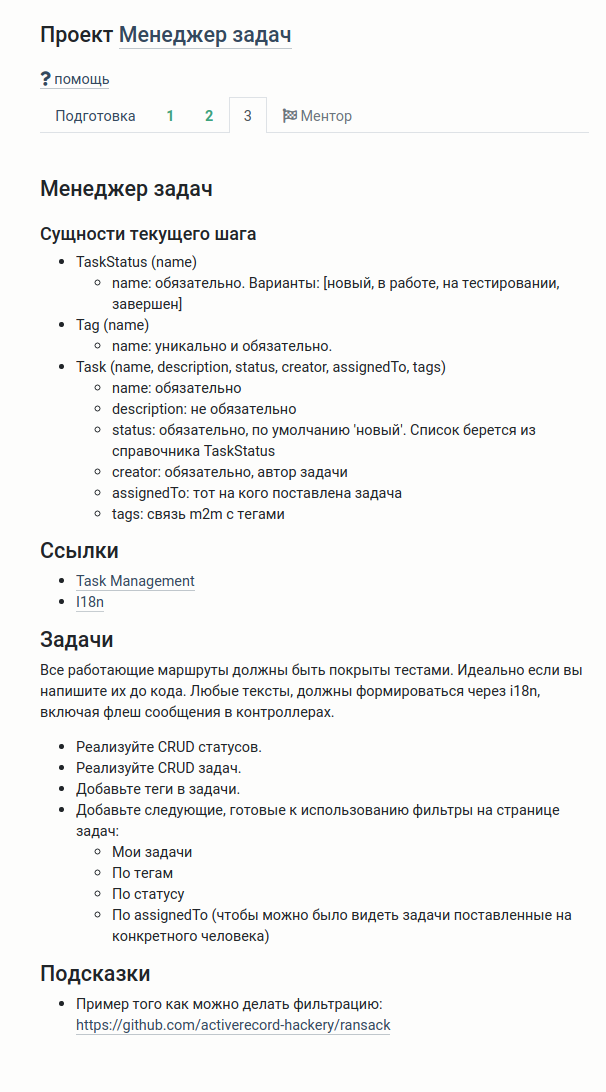 Проект Менеджер задач
? помощь
Подготовка 1 2 3 Ментор
Менеджер задач
Сущности текущего шага
• TaskStatus (name)
◦ name: обязательно. Варианты: [новый, в работе, на тестировании,
завершен]
• Tag (name)
◦ name: уникально и обязательно.
• Task (name, description, status, creator, assignedTo, tags)
◦ name: обязательно
◦ description: не обязательно
◦ status: обязательно, по умолчанию 'новый'. Список берется из
справочника TaskStatus
◦ creator: обязательно, автор задачи
◦ assignedTo: тот на кого поставлена задача
◦ tags: связь m2m с тегами
Ссылки
• Task Management
• I18n
Задачи
Все работающие маршруты должны быть покрыты тестами. Идеально если вы
напишите их до кода. Любые тексты, должны формироваться через i18n,
включая флеш сообщения в контроллерах.
• Реализуйте CRUD статусов.
• Реализуйте CRUD задач.
• Добавьте теги в задачи.
• Добавьте следующие, готовые к использованию фильтры на странице
задач:
◦ Мои задачи
◦ По тегам
◦ По статусу
◦ По assignedTo (чтобы можно было видеть задачи поставленные на
конкретного человека)
Подсказки
• Пример того как можно делать фильтрацию:
https://github.com/activerecord-hackery/ransack